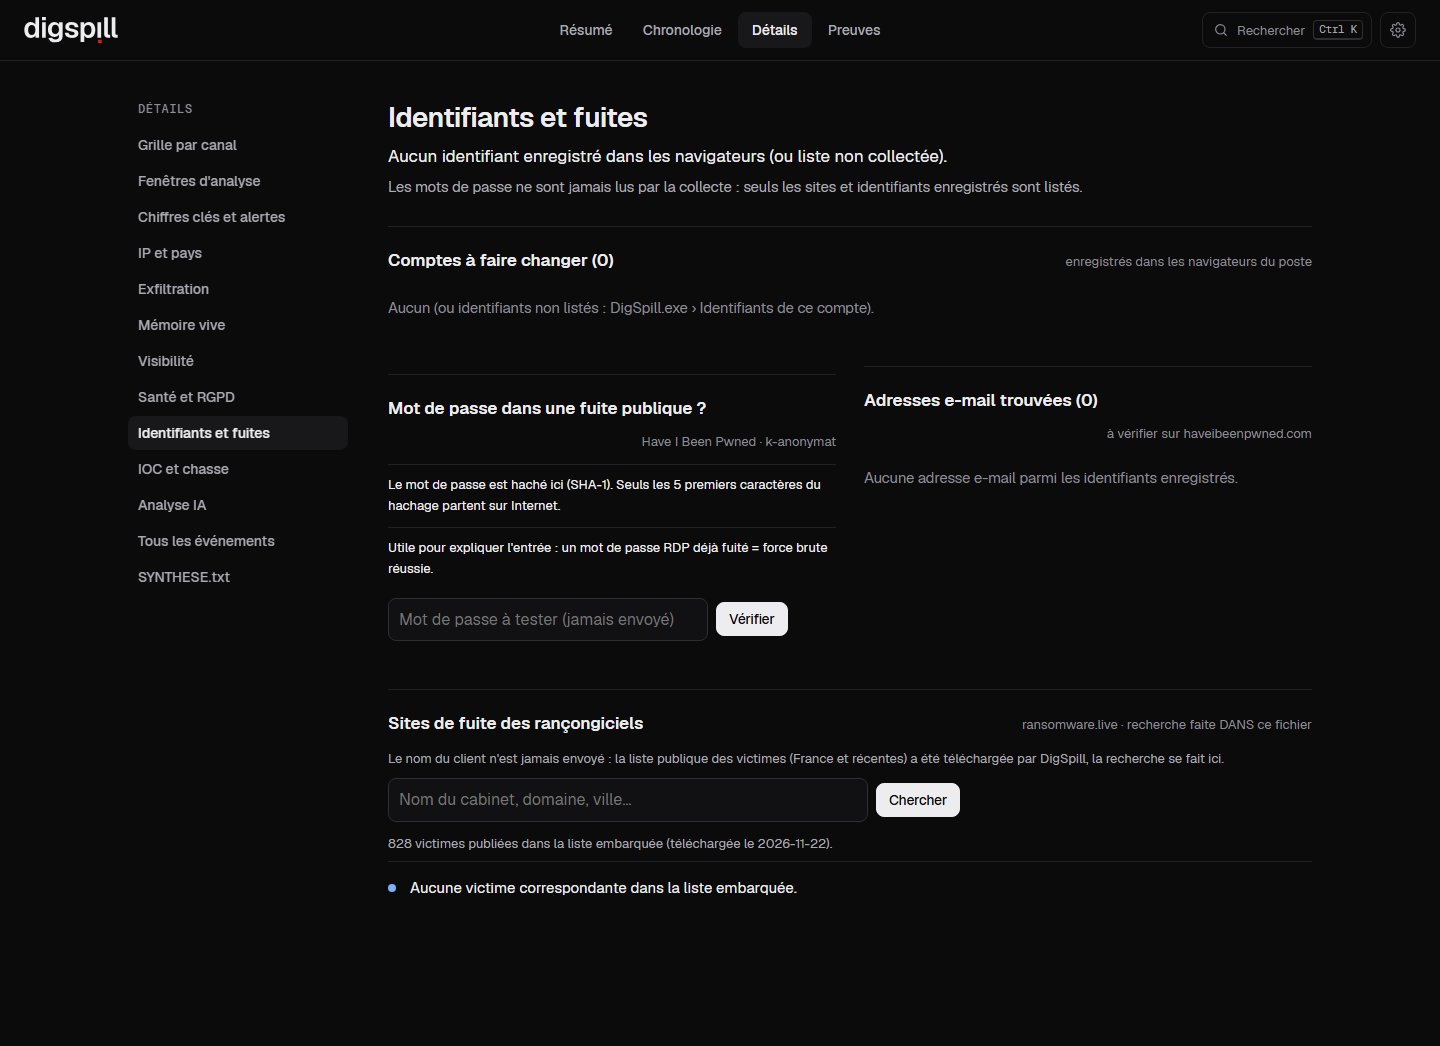 digspill
Résumé
Chronologie
Détails
Preuves
Rechercher
Ctrl K
DÉTAILS
Grille par canal
Fenêtres d'analyse
Chiffres clés et alertes
IP et pays
Exfiltration
Mémoire vive
Visibilité
Santé et RGPD
Identifiants et fuites
IOC et chasse
Analyse IA
Tous les événements
SYNTHESE.txt
Identifiants et fuites
Aucun identifiant enregistré dans les navigateurs (ou liste non collectée).
Les mots de passe ne sont jamais lus par la collecte : seuls les sites et identifiants enregistrés sont listés.
Comptes à faire changer (0)
enregistrés dans les navigateurs du poste
Aucun (ou identifiants non listés : DigSpill.exe › Identifiants de ce compte).
Mot de passe dans une fuite publique ?
Have I Been Pwned · k-anonymat
Le mot de passe est haché ici (SHA-1). Seuls les 5 premiers caractères du
hachage partent sur Internet.
Utile pour expliquer l'entrée : un mot de passe RDP déjà fuité = force brute
réussie.
Mot de passe à tester (jamais envoyé)
Vérifier
Adresses e-mail trouvées (0)
à vérifier sur haveibeenpwned.com
Aucune adresse e-mail parmi les identifiants enregistrés.
Sites de fuite des rançongiciels
ransomware.live · recherche faite DANS ce fichier
Le nom du client n'est jamais envoyé : la liste publique des victimes (France et récentes) a été téléchargée par DigSpill, la recherche se fait ici.
Nom du cabinet, domaine, ville...
Chercher
828 victimes publiées dans la liste embarquée (téléchargée le 2026-11-22).
Aucune victime correspondante dans la liste embarquée.